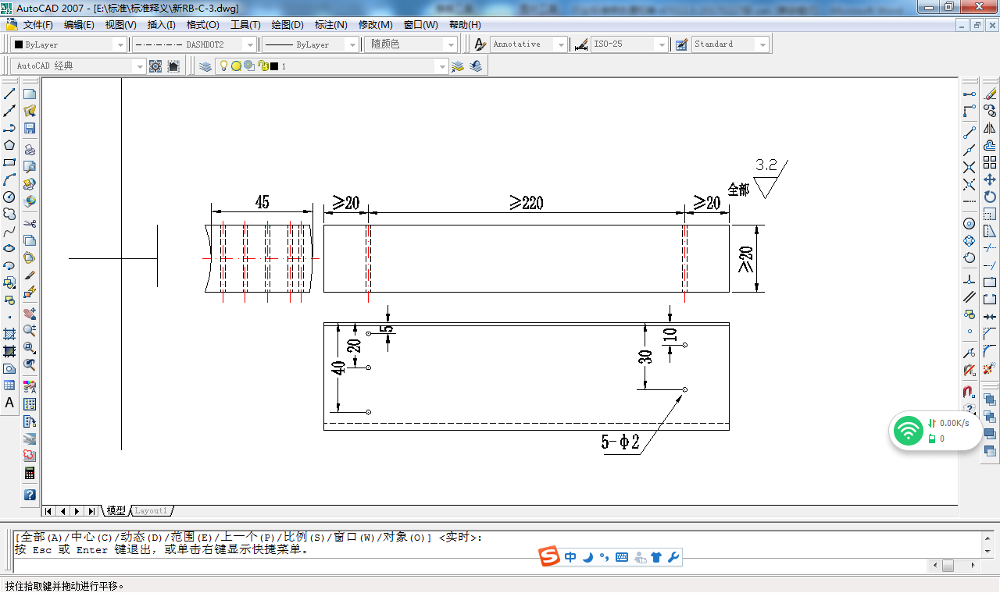 AutoCAD 2007 - [E:\标准\标准释义\新RB-C-3.dwg]
文件(F) 编辑(E) 视图(V) 插入(I) 格式(O) 工具(T) 绘图(D) 标注(N) 修改(M) 窗口(W) 帮助(H)
ByLayer DASHDOT2 ByLayer 随颜色 Annotative ISO-25 Standard
AutoCAD 经典 1
3.2
全部
45 ≥20 ≥220 ≥20
≥20
5
20
40
10
30
5-φ2
0.00K/s
0
A
模型 Layout1
[全部(A)/中心(C)/动态(D)/范围(E)/上一个(P)/比例(S)/窗口(W)/对象(O)] <实时>:
按 Esc 或 Enter 键退出，或单击右键显示快捷菜单。
S 中
按住拾取键并拖动进行平移。